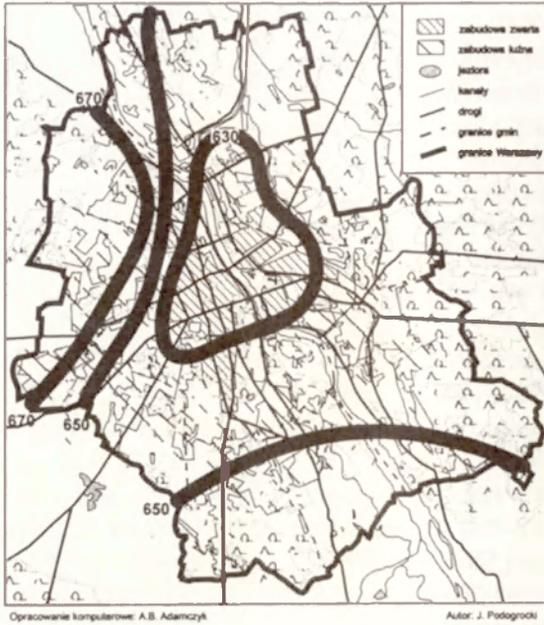 zabudowa zwarta
zabudowa luźna
jeziora
kanały
drogi
granice gmin
granice Warszawy
670
630
670
650
650
Opracowanie komputerowe: A.B. Adamczyk
Autor: J. Podogrocki